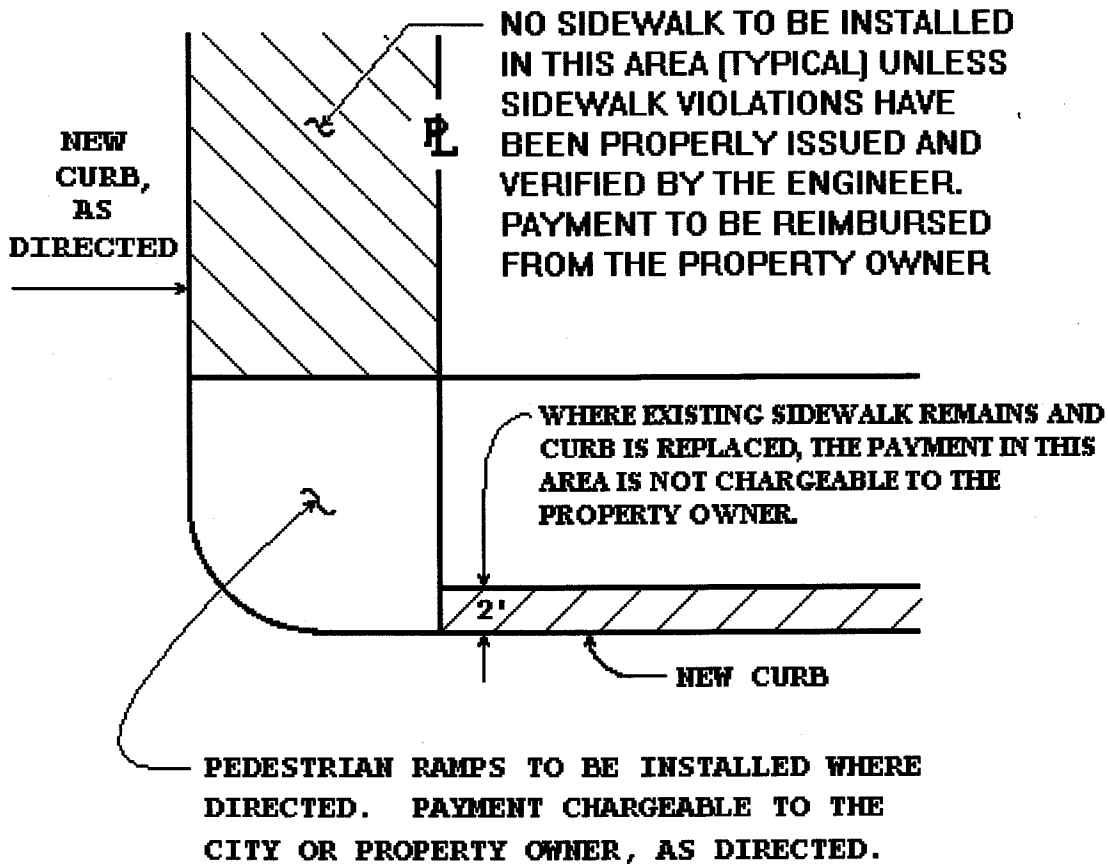 NO SIDEWALK TO BE INSTALLED
IN THIS AREA (TYPICAL) UNLESS
SIDEWALK VIOLATIONS HAVE
BEEN PROPERLY ISSUED AND
VERIFIED BY THE ENGINEER.
PAYMENT TO BE REIMBURSED
FROM THE PROPERTY OWNER
PL
NEW
CURB,
AS
DIRECTED
WHERE EXISTING SIDEWALK REMAINS AND
CURB IS REPLACED, THE PAYMENT IN THIS
AREA IS NOT CHARGEABLE TO THE
PROPERTY OWNER.
2'
NEW CURB
PEDESTRIAN RAMPS TO BE INSTALLED WHERE
DIRECTED. PAYMENT CHARGEABLE TO THE
CITY OR PROPERTY OWNER, AS DIRECTED.